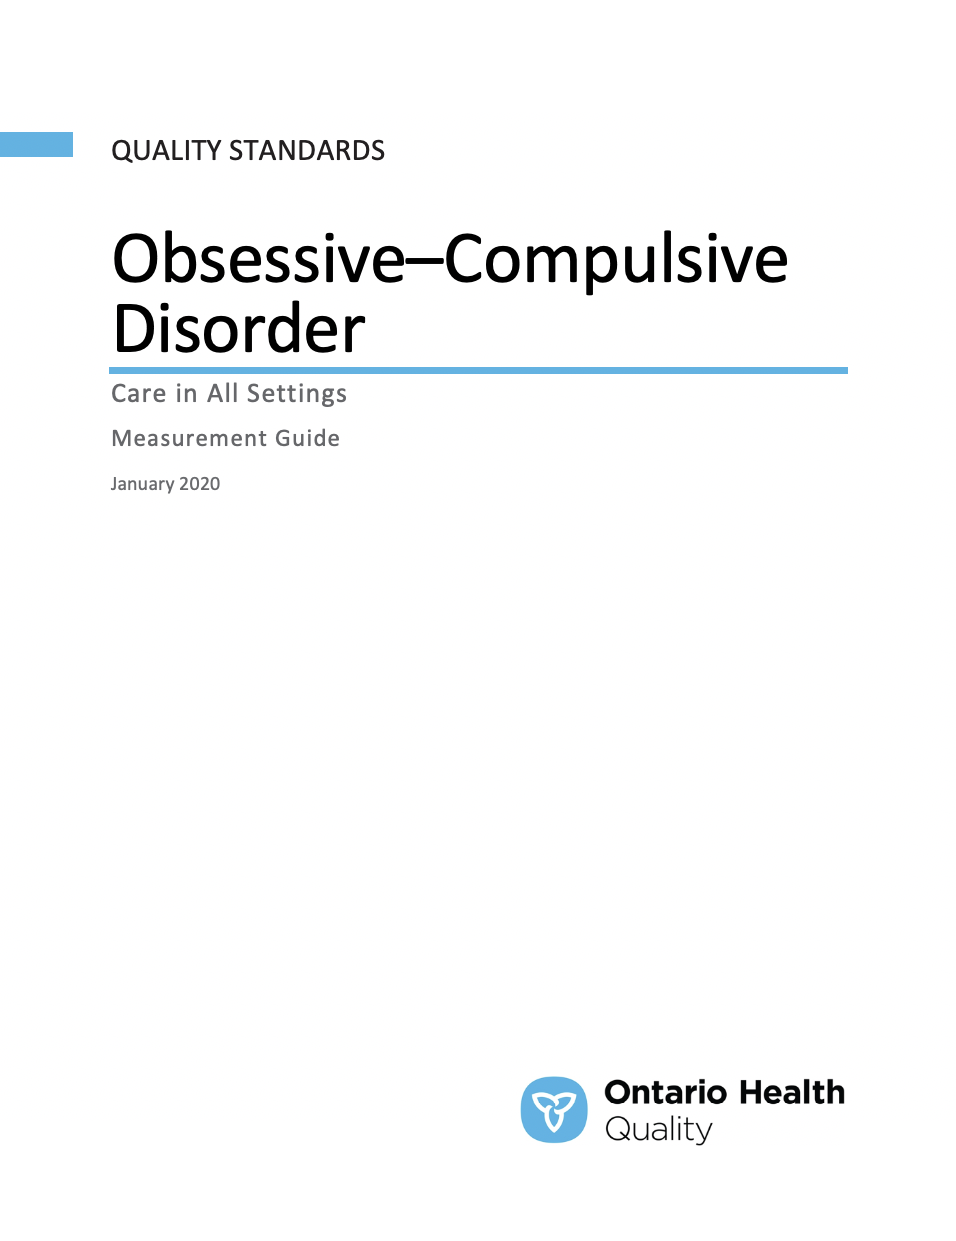 QUALITY STANDARDS
Obsessive–Compulsive
Disorder
Care in All Settings
Measurement Guide
January 2020
Ontario Health
Quality